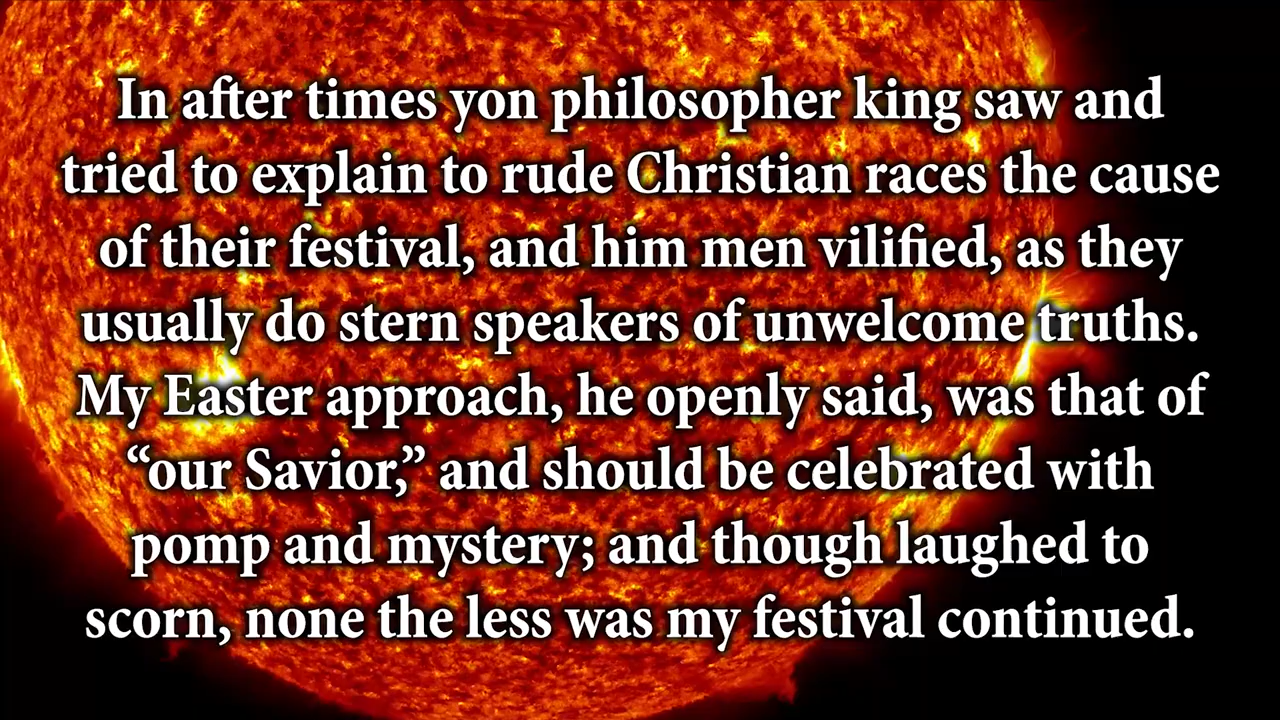 In after times yon philosopher king saw and
tried to explain to rude Christian races the cause
of their festival, and him men vilified, as they
usually do stern speakers of unwelcome truths.
My Easter approach, he openly said, was that of
“our Savior,” and should be celebrated with
pomp and mystery; and though laughed to
scorn, none the less was my festival continued.